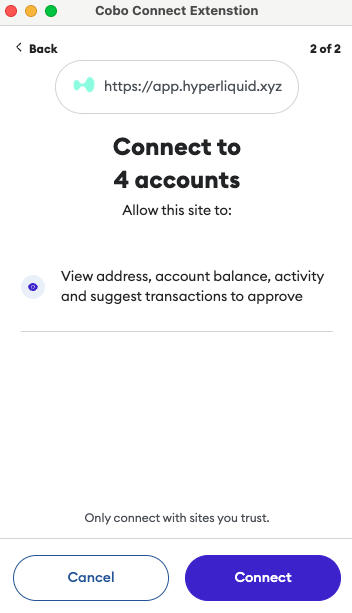 Cobo Connect Extenstion
Back
2 of 2
https://app.hyperliquid.xyz
Connect to
4 accounts
Allow this site to:
View address, account balance, activity
and suggest transactions to approve
Only connect with sites you trust.
Cancel
Connect